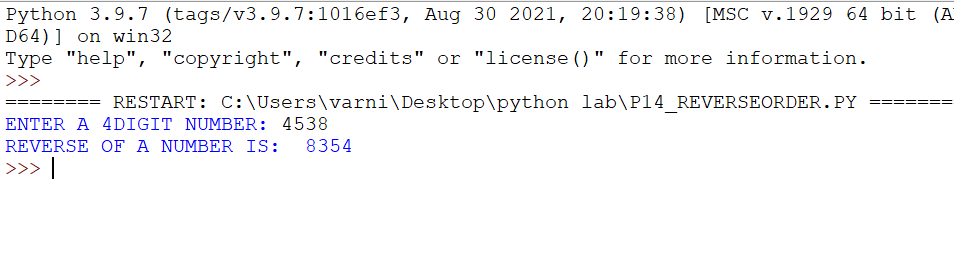 Python 3.9.7 (tags/v3.9.7:1016ef3, Aug 30 2021, 20:19:38) [MSC v.1929 64 bit (A
D64)] on win32
Type "help", "copyright", "credits" or "license()" for more information.
>>>
======== RESTART: C:\Users\varni\Desktop\python lab\P14_REVERSEORDER.PY =======
ENTER A 4DIGIT NUMBER: 4538
REVERSE OF A NUMBER IS:  8354
>>>